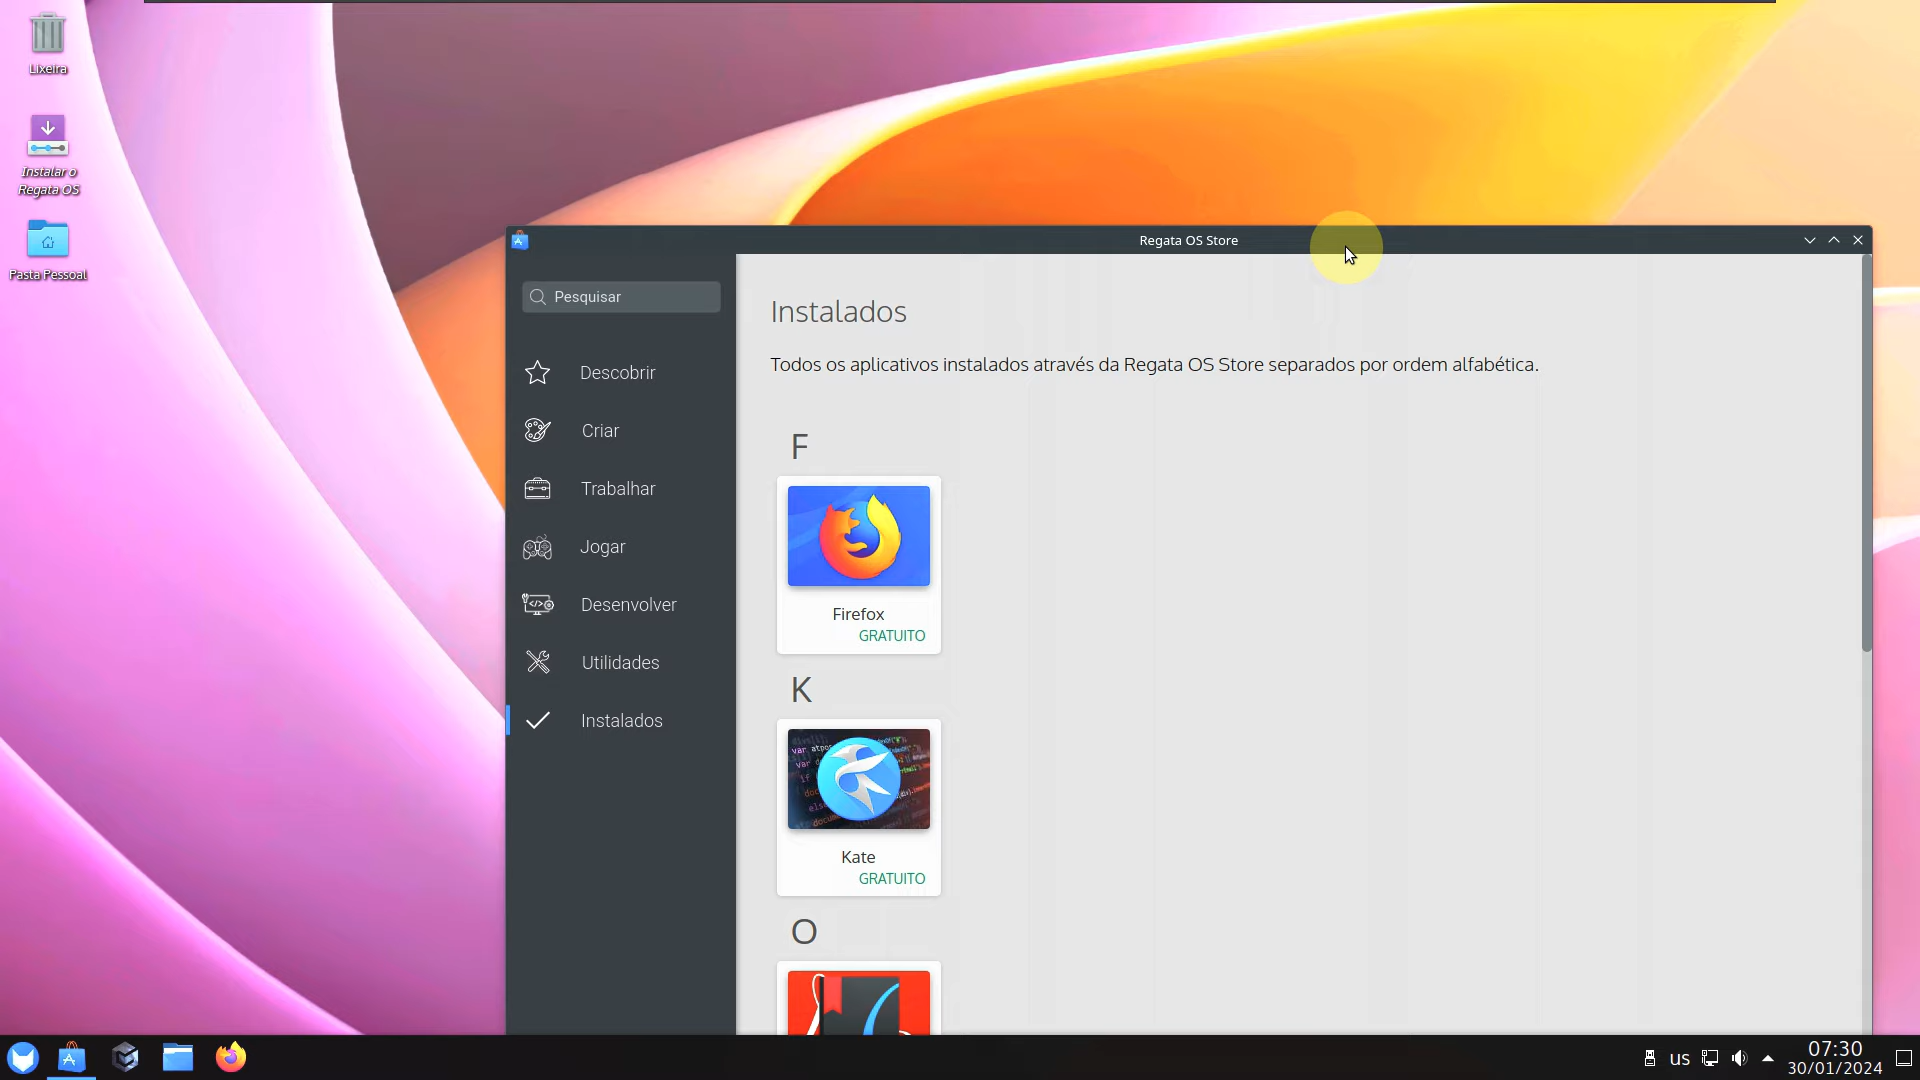 Lixeira
Instalar o
Regata OS
Pasta Pessoal
Regata OS Store
Pesquisar
Descobrir
Criar
Trabalhar
Jogar
Desenvolver
Utilidades
Instalados
Instalados
Todos os aplicativos instalados através da Regata OS Store separados por ordem alfabética.
F
Firefox
GRATUITO
K
Kate
GRATUITO
O
us
07:30
30/01/2024